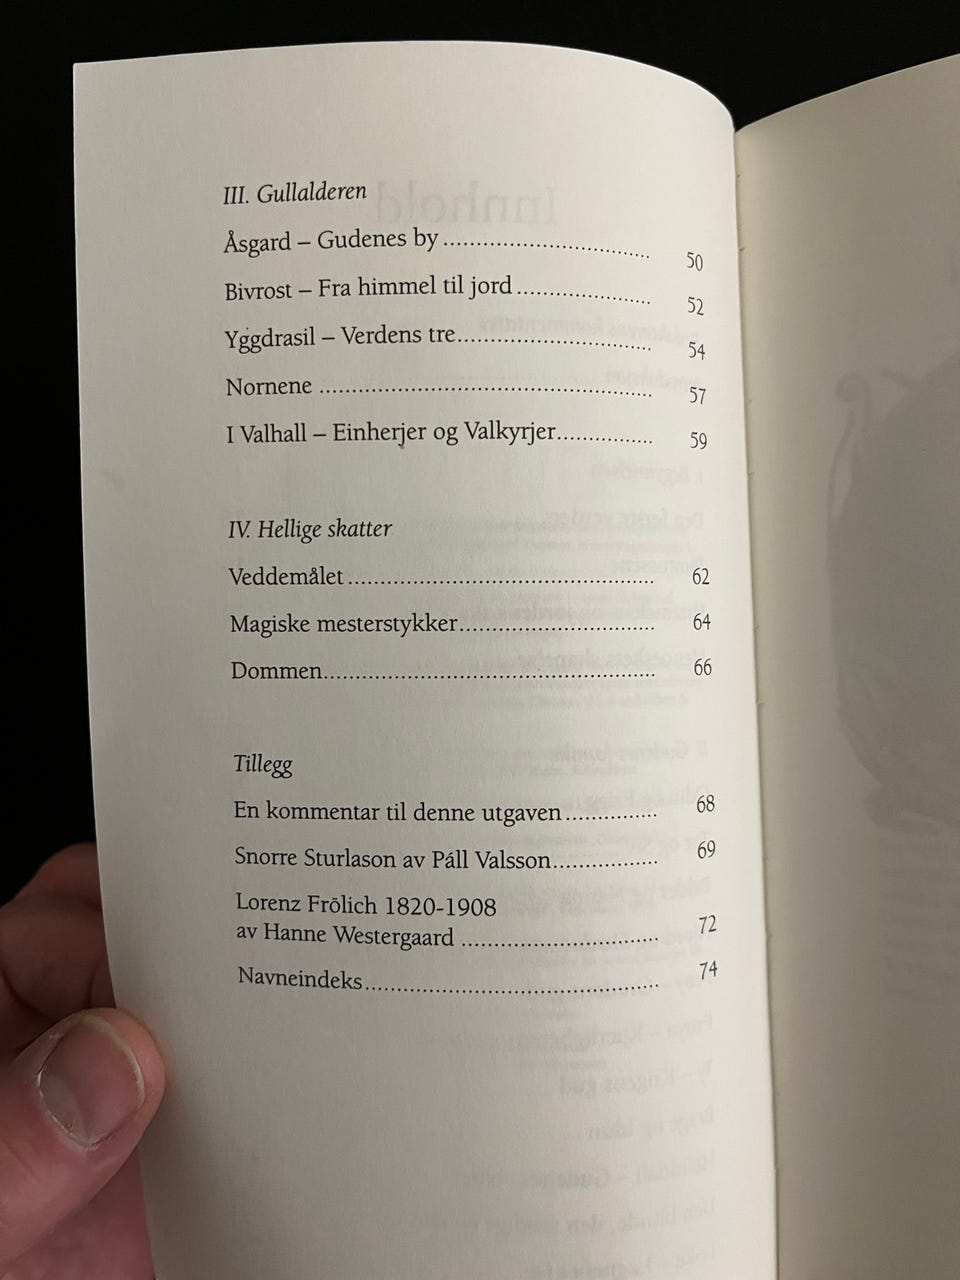 III. Gullalderen
Åsgard – Gudenes by ................................ 50
Bivrost – Fra himmel til jord ..................... 52
Yggdrasil – Verdens tre.............................. 54
Nornene .................................................... 57
I Valhall – Einherjer og Valkyrjer............... 59
IV. Hellige skatter
Veddemålet ................................................ 62
Magiske mesterstykker.............................. 64
Dommen.................................................... 66
Tillegg
En kommentar til denne utgaven .............. 68
Snorre Sturlason av Páll Valsson................. 69
Lorenz Frölich 1820-1908
av Hanne Westergaard ............................... 72
Navneindeks.............................................. 74
Innhold